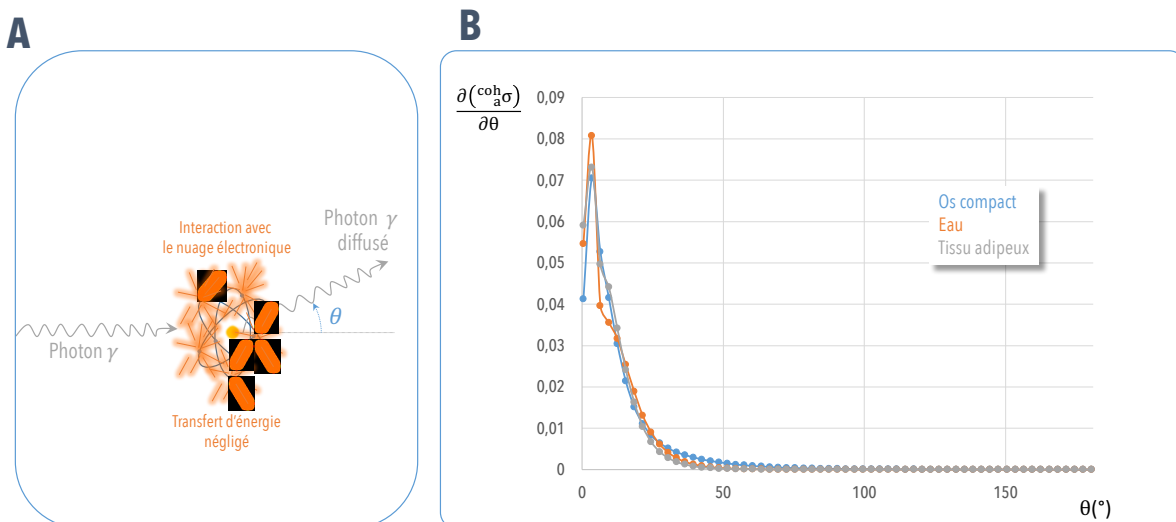 A
Interaction avec
le nuage électronique
Photon γ
diffusé
θ
Photon γ
Transfert d'énergie
négligé
B
∂(ᶜᵒʰₐσ)
∂θ
0,09
0,08
0,07
0,06
0,05
0,04
0,03
0,02
0,01
0
Os compact
Eau
Tissu adipeux
0
50
100
150
θ(°)